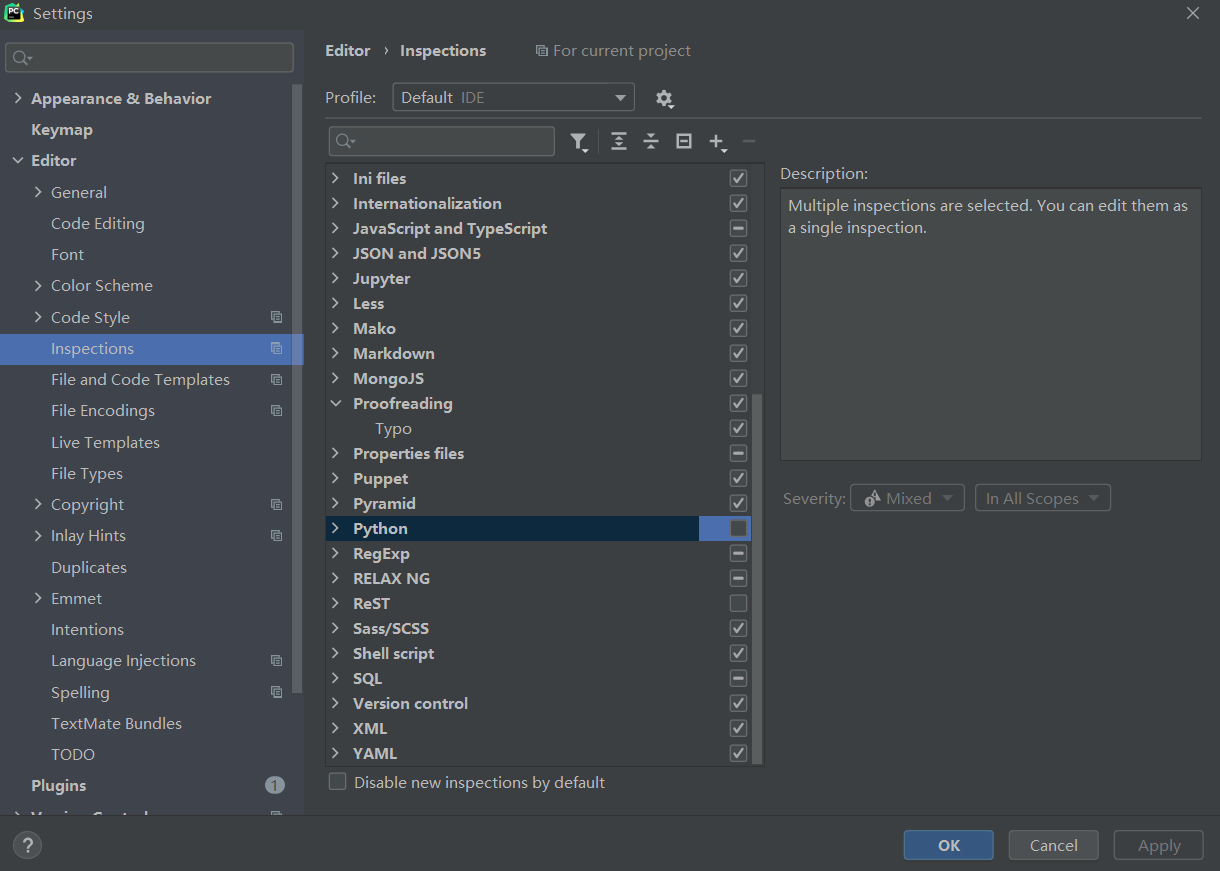 PC
Settings
Appearance & Behavior
Keymap
Editor
General
Code Editing
Font
Color Scheme
Code Style
Inspections
File and Code Templates
File Encodings
Live Templates
File Types
Copyright
Inlay Hints
Duplicates
Emmet
Intentions
Language Injections
Spelling
TextMate Bundles
TODO
Plugins 1
Version Control
Editor › Inspections For current project
Profile: Default IDE
Ini files
Internationalization
JavaScript and TypeScript
JSON and JSON5
Jupyter
Less
Mako
Markdown
MongoJS
Proofreading
Typo
Properties files
Puppet
Pyramid
Python
RegExp
RELAX NG
ReST
Sass/SCSS
Shell script
SQL
Version control
XML
YAML
Disable new inspections by default
Description:
Multiple inspections are selected. You can edit them as
a single inspection.
Severity: Mixed In All Scopes
? OK Cancel Apply